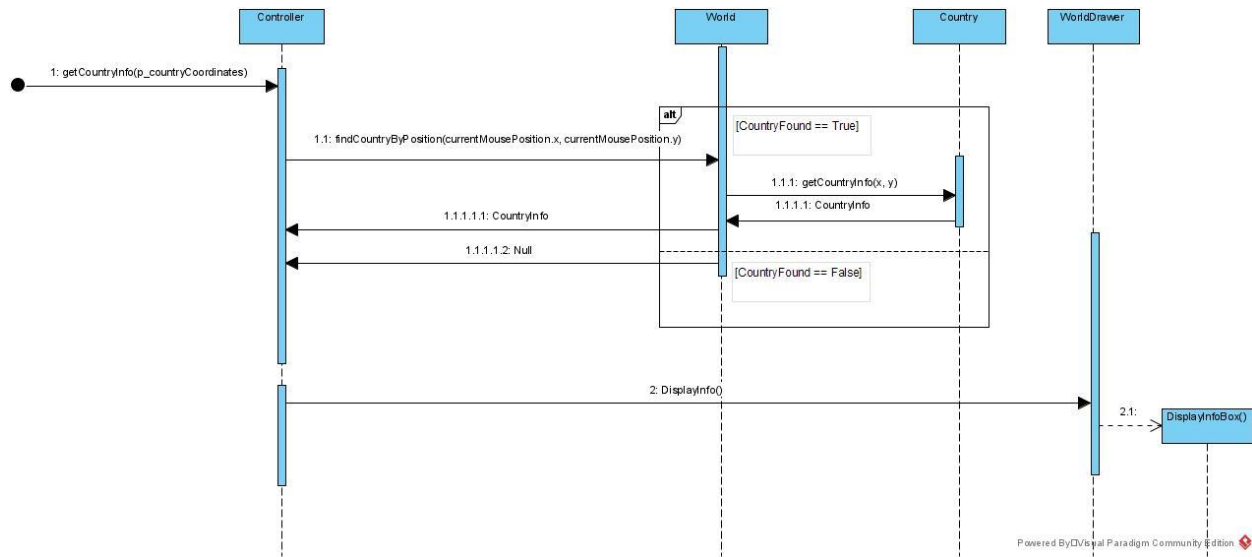 Controller
World
Country
WorldDrawer
1: getCountryInfo(p_countryCoordinates)
alt
[CountryFound == True]
1.1: findCountryByPosition(currentMousePosition.x, currentMousePosition.y)
1.1.1: getCountryInfo(x, y)
1.1.1.1: CountryInfo
1.1.1.1.1: CountryInfo
1.1.1.1.2: Null
[CountryFound == False]
2: DisplayInfo()
2.1:
DisplayInfoBox()
Powered By□Visual Paradigm Community Edition